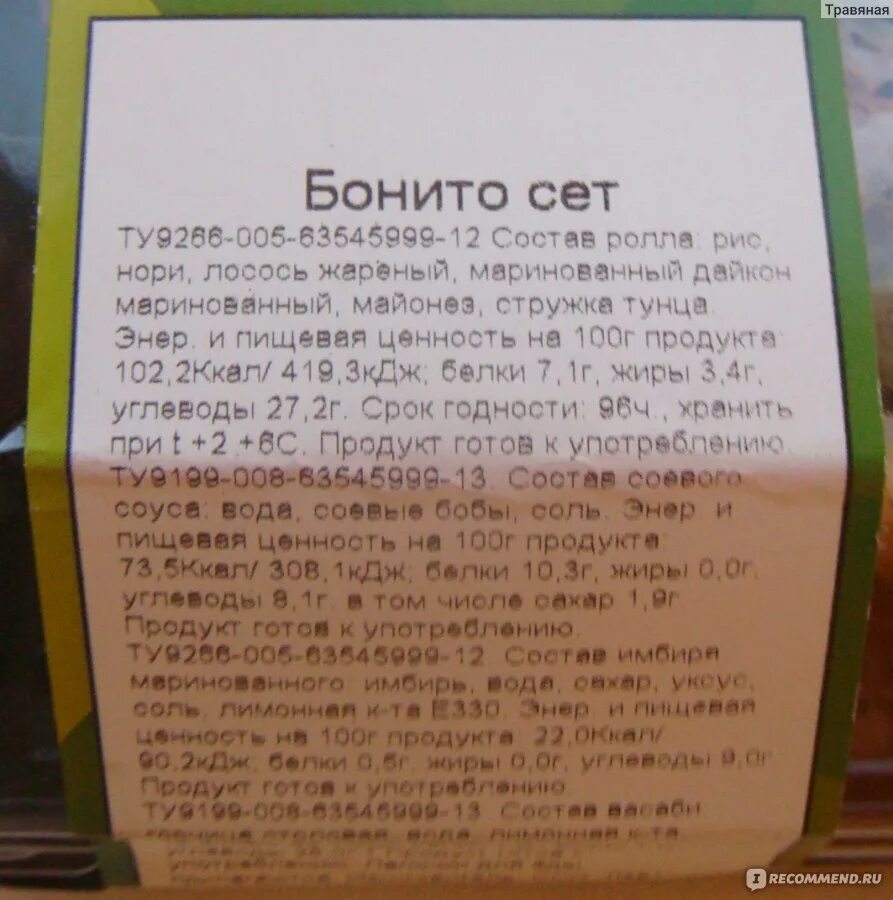 Травяная
Бонито сет
ТУ9266-005-63545999-12 Состав ролла: рис,
нори, лосось жареный, маринованный дайкон
маринованный, майонез, стружка тунца.
Энер. и пищевая ценность на 100г продукта:
102,2Ккал/ 419,3кДж; белки 7,1г, жиры 3,4г,
углеводы 27,2г. Срок годности: 96ч., хранить
при t +2 +6С. Продукт готов к употреблению.
ТУ9199-008-63545999-13. Состав соевого
соуса: вода, соевые бобы, соль. Энер. и
пищевая ценность на 100г продукта:
73,5Ккал/ 308,1кДж; белки 10,3г, жиры 0,0г,
углеводы 8,1г. в том числе сахар 1,9г
Продукт готов к употреблению.
ТУ9266-005-63545999-12. Состав имбиря
маринованного: имбирь, вода, сахар, уксус,
соль, лимонная к-та Е330. Энер. и пищевая
ценность на 100г продукта: 22,0Ккал/
90,2кДж; белки 0,6г, жиры 0,0г, углеводы 9,0г
Продукт готов к употреблению.
ТУ9199-008-63545999-13. Состав васаби
столовая, вода, лимонная к-та,
употреблению.
IRECOMMEND.RU